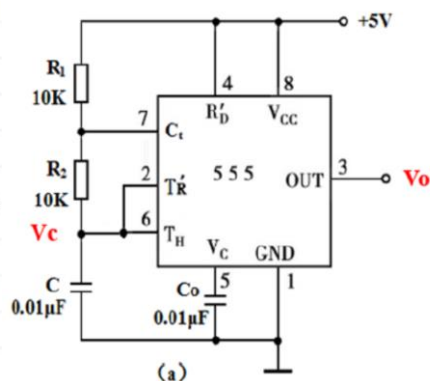 +5V
R₁
10K
4
8
7
R'D
VCC
Ct
R₂
10K
2
TR'
555
OUT
3
Vo
6
Vc
TH
VC
GND
C
0.01μF
Co
5
1
0.01μF
(a)